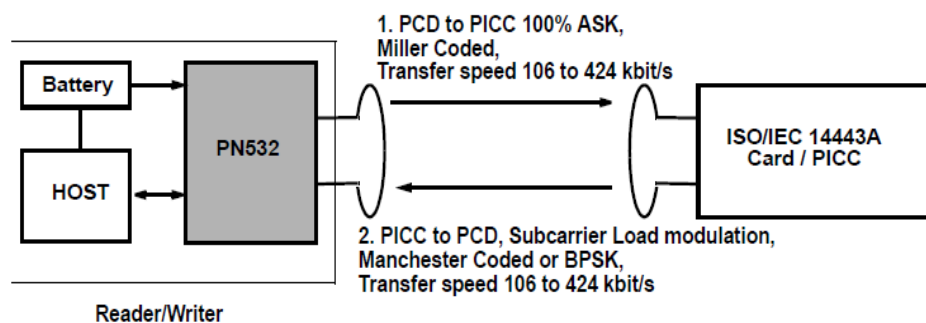 1. PCD to PICC 100% ASK,
Miller Coded,
Transfer speed 106 to 424 kbit/s
Battery
PN532
HOST
ISO/IEC 14443A
Card / PICC
2. PICC to PCD, Subcarrier Load modulation,
Manchester Coded or BPSK,
Transfer speed 106 to 424 kbit/s
Reader/Writer